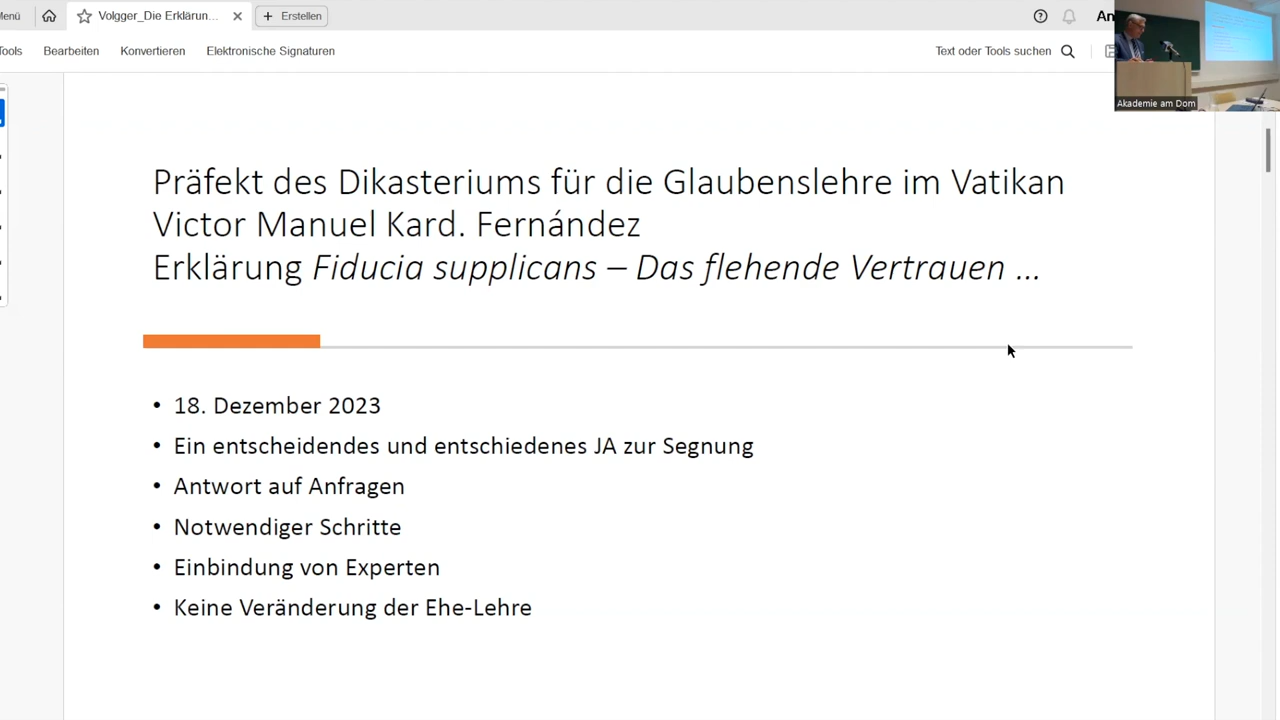 Menü
Volgger_Die Erklärun...
Erstellen
Tools
Bearbeiten
Konvertieren
Elektronische Signaturen
Text oder Tools suchen
An
Akademie am Dom
Präfekt des Dikasteriums für die Glaubenslehre im Vatikan
Victor Manuel Kard. Fernández
Erklärung Fiducia supplicans – Das flehende Vertrauen ...
• 18. Dezember 2023
• Ein entscheidendes und entschiedenes JA zur Segnung
• Antwort auf Anfragen
• Notwendiger Schritte
• Einbindung von Experten
• Keine Veränderung der Ehe-Lehre